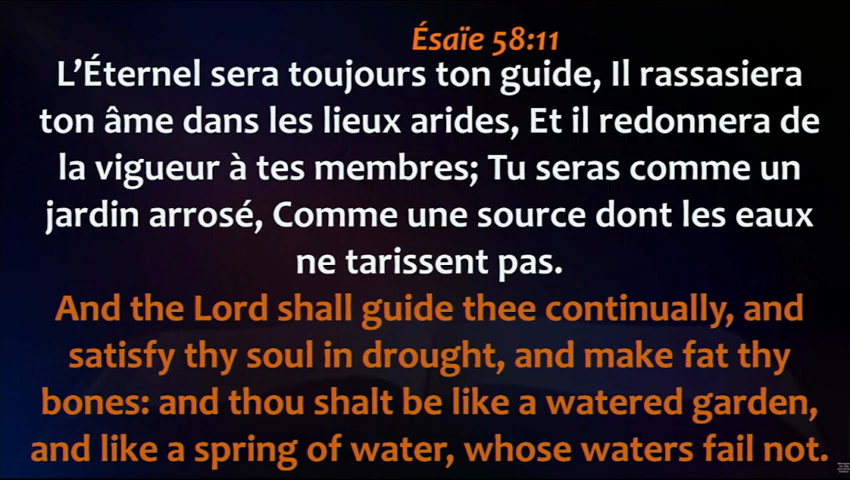 Ésaïe 58:11
L’Éternel sera toujours ton guide, Il rassasiera
ton âme dans les lieux arides, Et il redonnera de
la vigueur à tes membres; Tu seras comme un
jardin arrosé, Comme une source dont les eaux
ne tarissent pas.
And the Lord shall guide thee continually, and
satisfy thy soul in drought, and make fat thy
bones: and thou shalt be like a watered garden,
and like a spring of water, whose waters fail not.